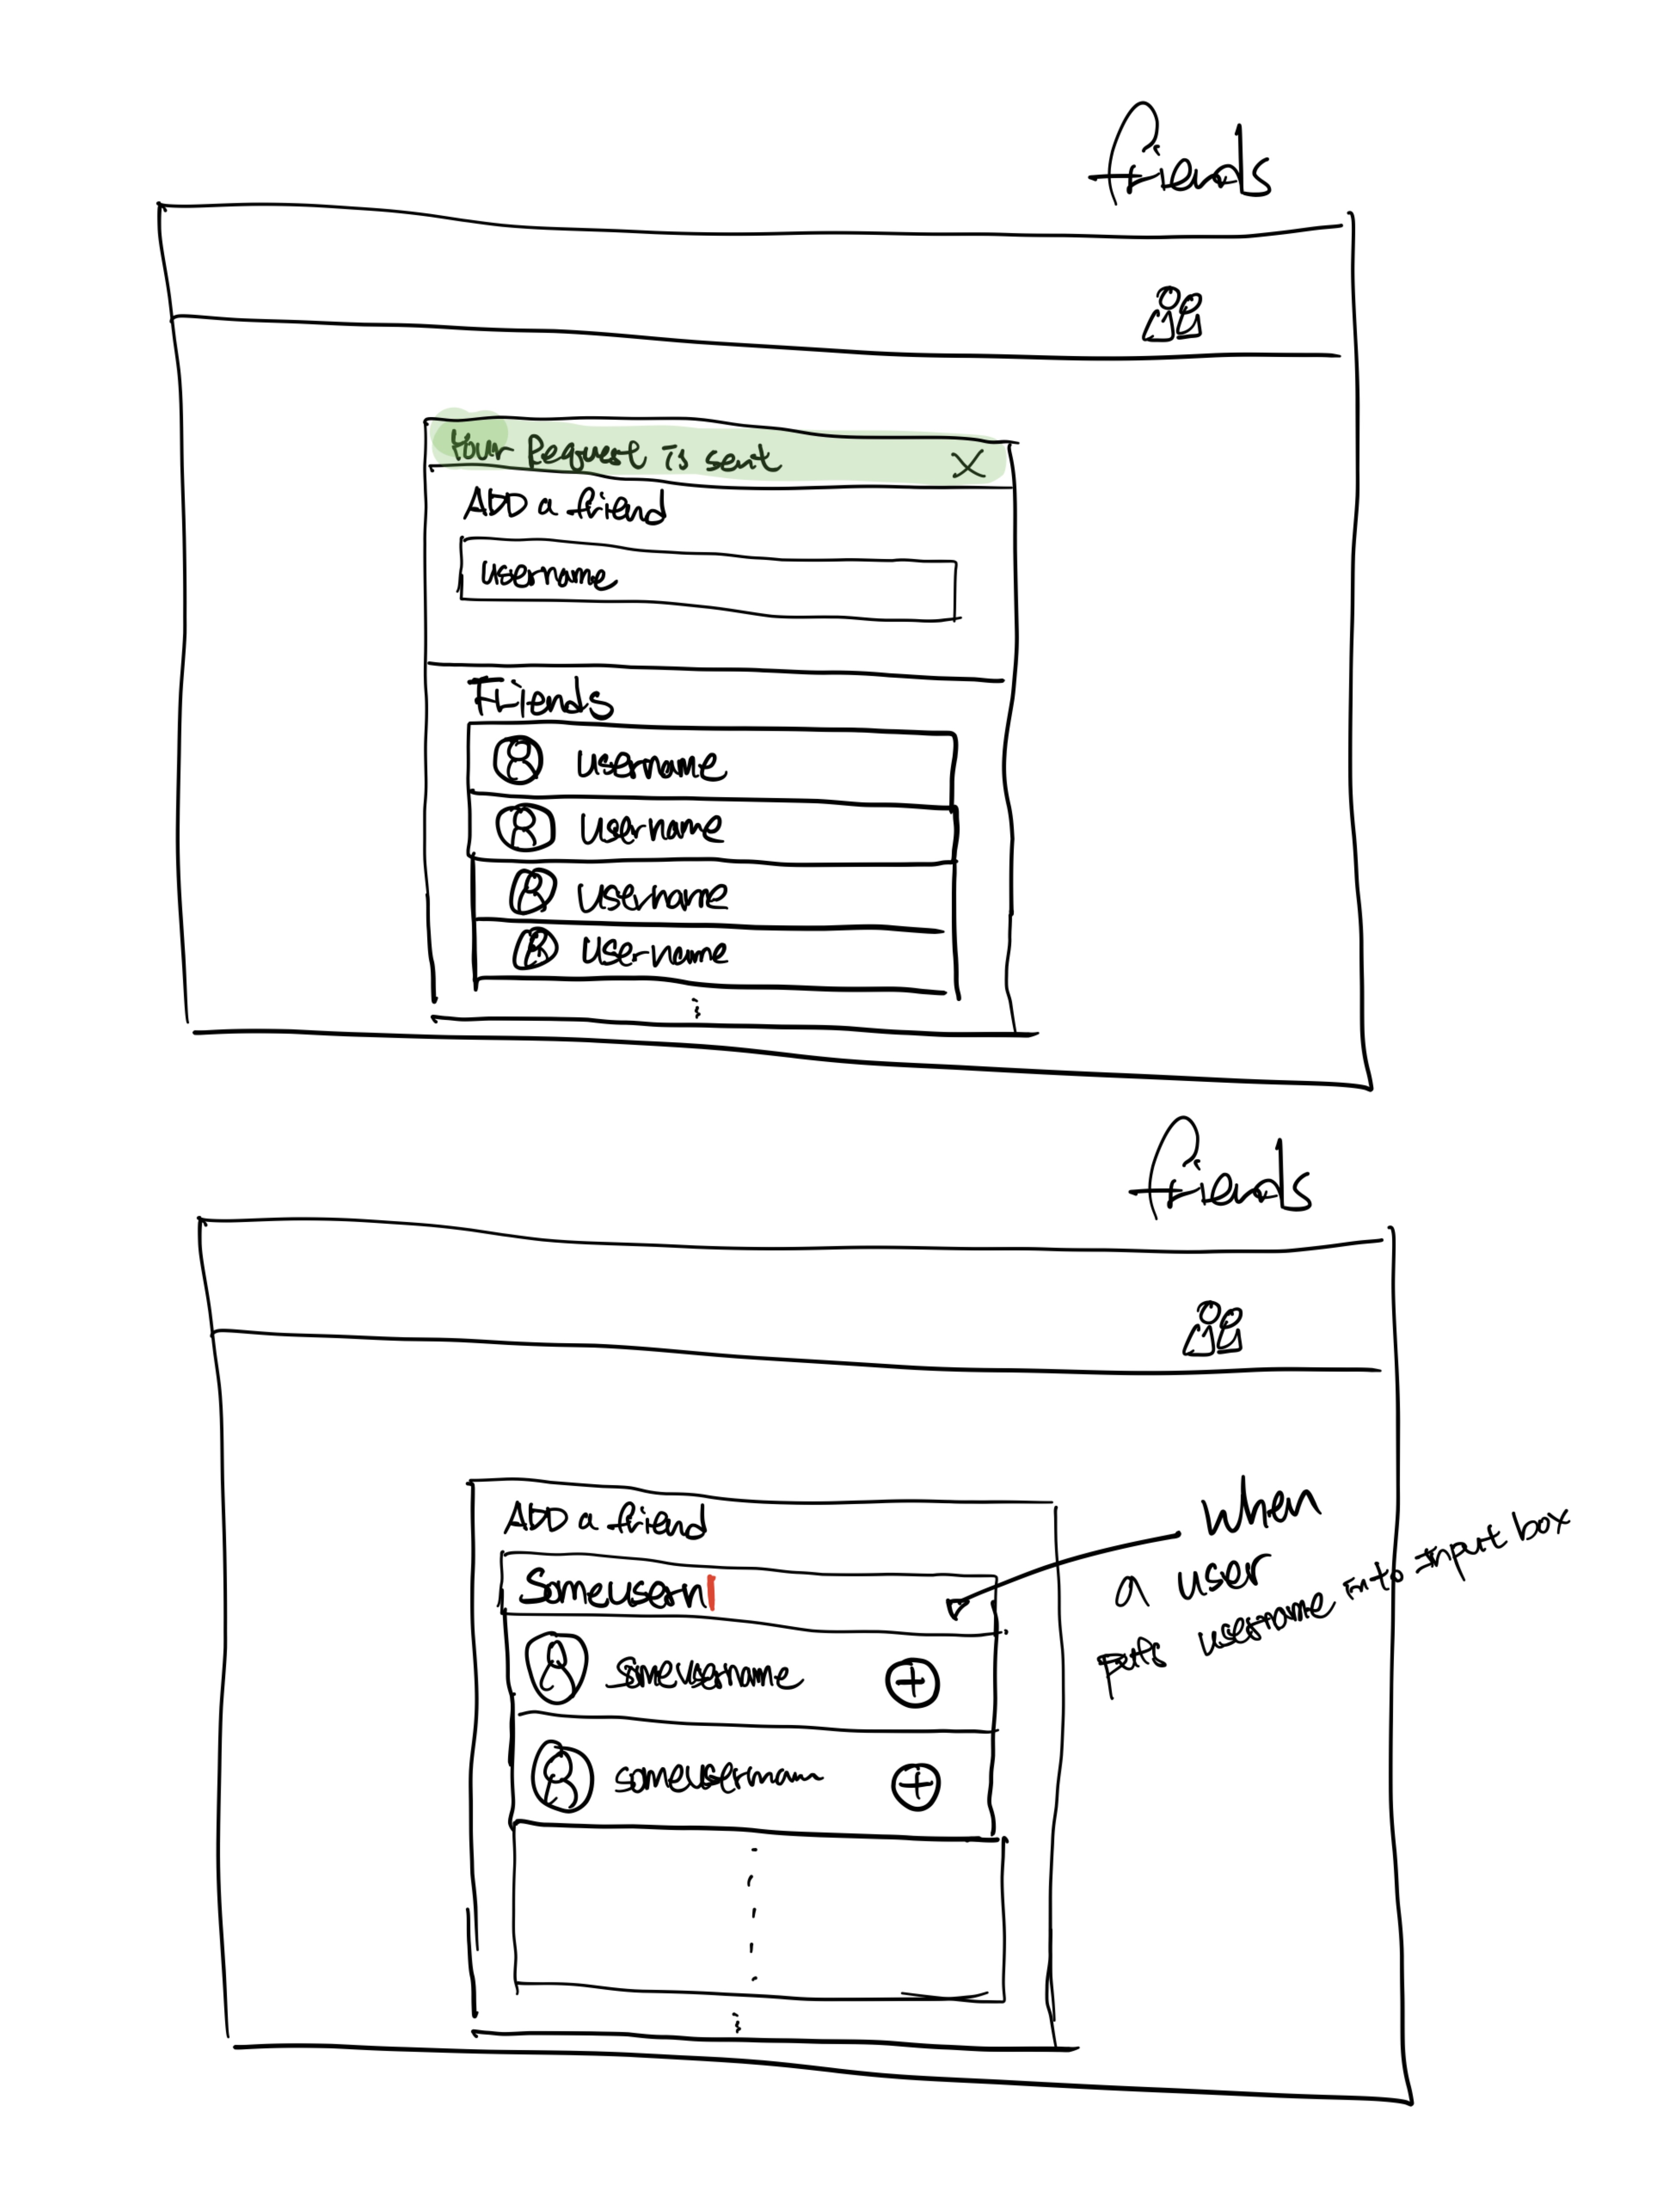 friends
Your Request is sent X
ADD a friend
username
Friends
username
username
username
username
friends
ADD a friend
Someusern
When
a user
puts username into input box
someusername
someusernam